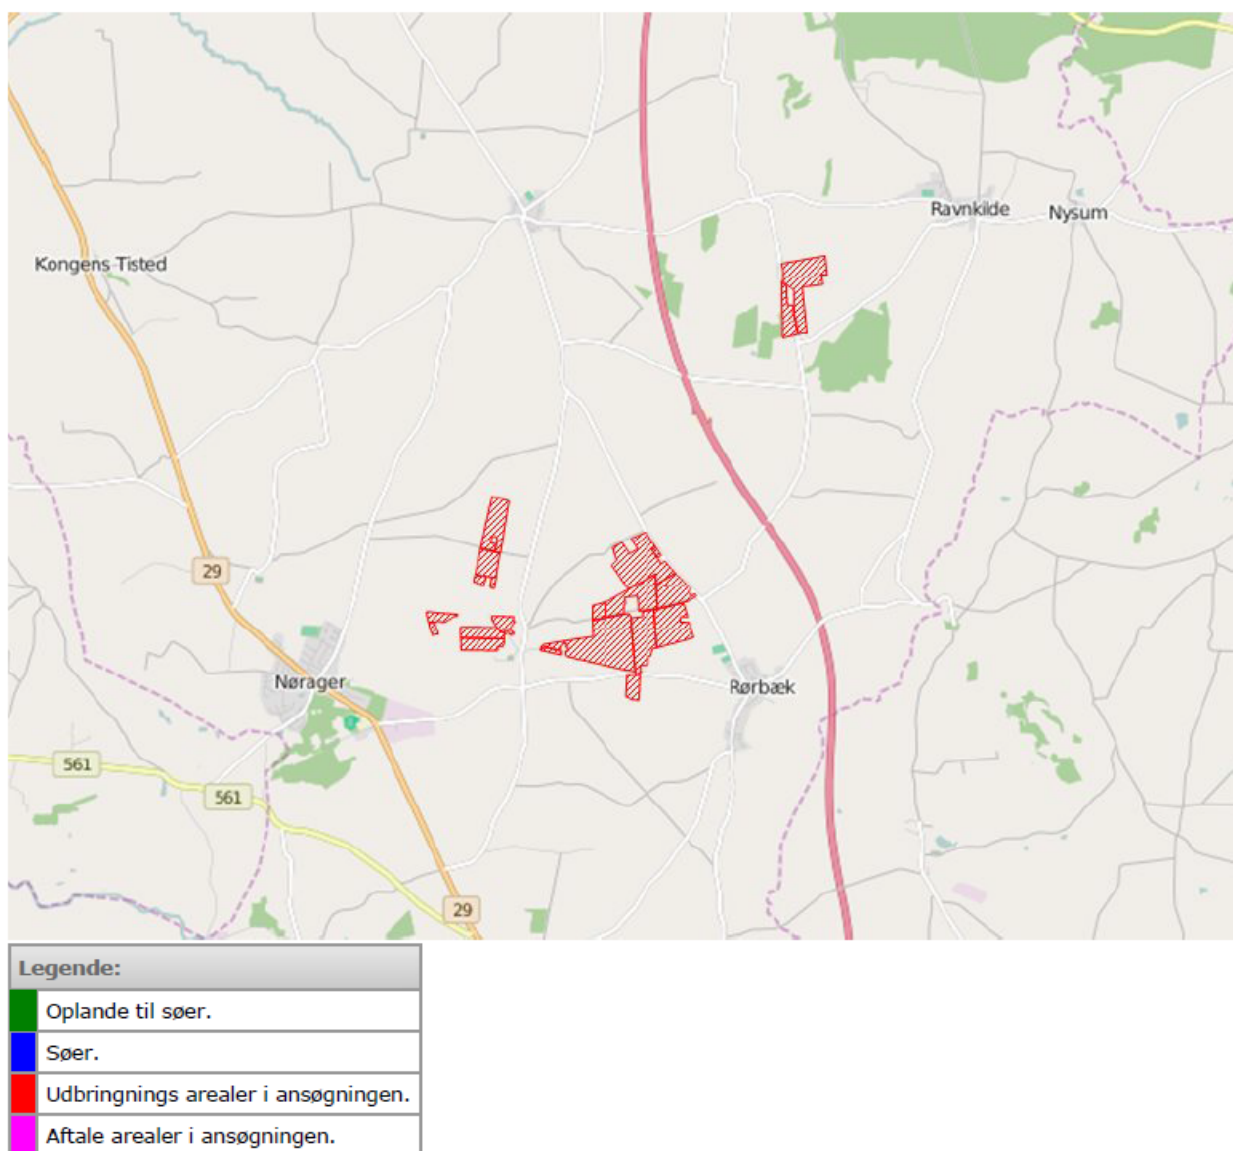 Ravnkilde
Nysum
Kongens Tisted
29
Nørager
Rørbæk
561
561
29
Legende:
Oplande til søer.
Søer.
Udbringnings arealer i ansøgningen.
Aftale arealer i ansøgningen.